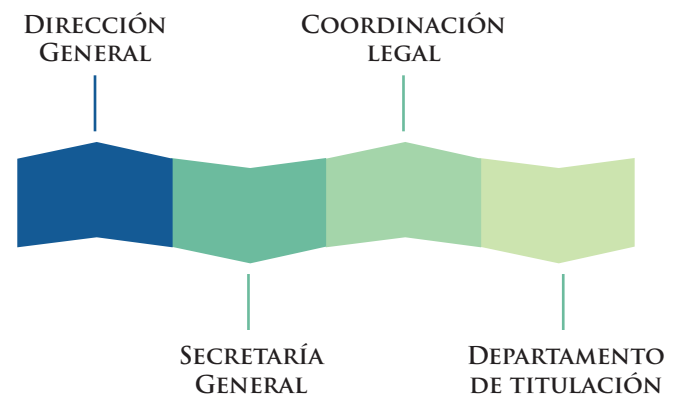 Dirección
General
Coordinación
legal
Secretaría
General
Departamento
de titulación